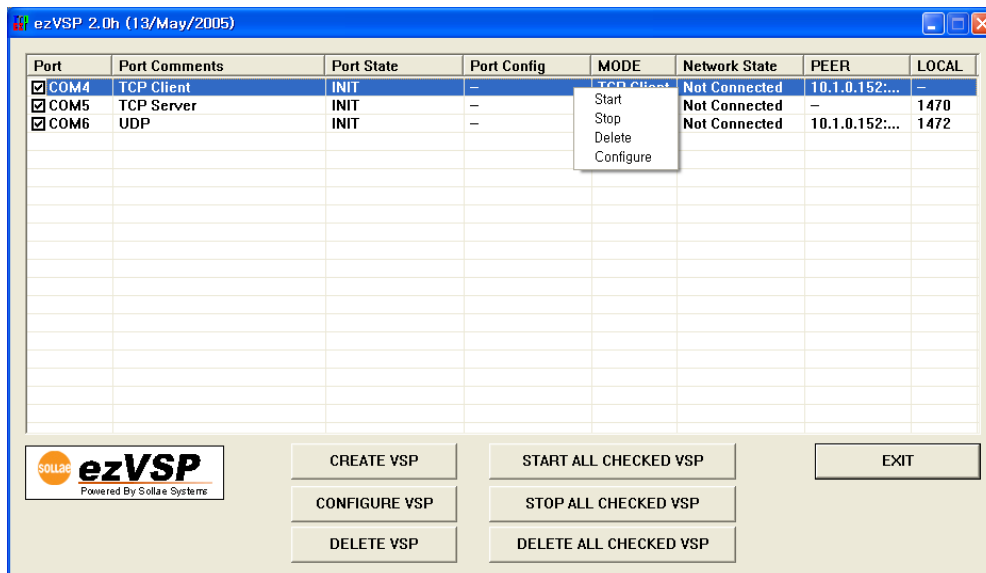 ezVSP 2.0h (13/May/2005)
Port Port Comments Port State Port Config MODE Network State PEER LOCAL
COM4 TCP Client INIT – TCP Client Not Connected 10.1.0.152:... –
COM5 TCP Server INIT – Not Connected – 1470
COM6 UDP INIT – Not Connected 10.1.0.152:... 1472
Start
Stop
Delete
Configure
SOLLAE ezVSP
Powered By Sollae Systems
CREATE VSP START ALL CHECKED VSP EXIT
CONFIGURE VSP STOP ALL CHECKED VSP
DELETE VSP DELETE ALL CHECKED VSP